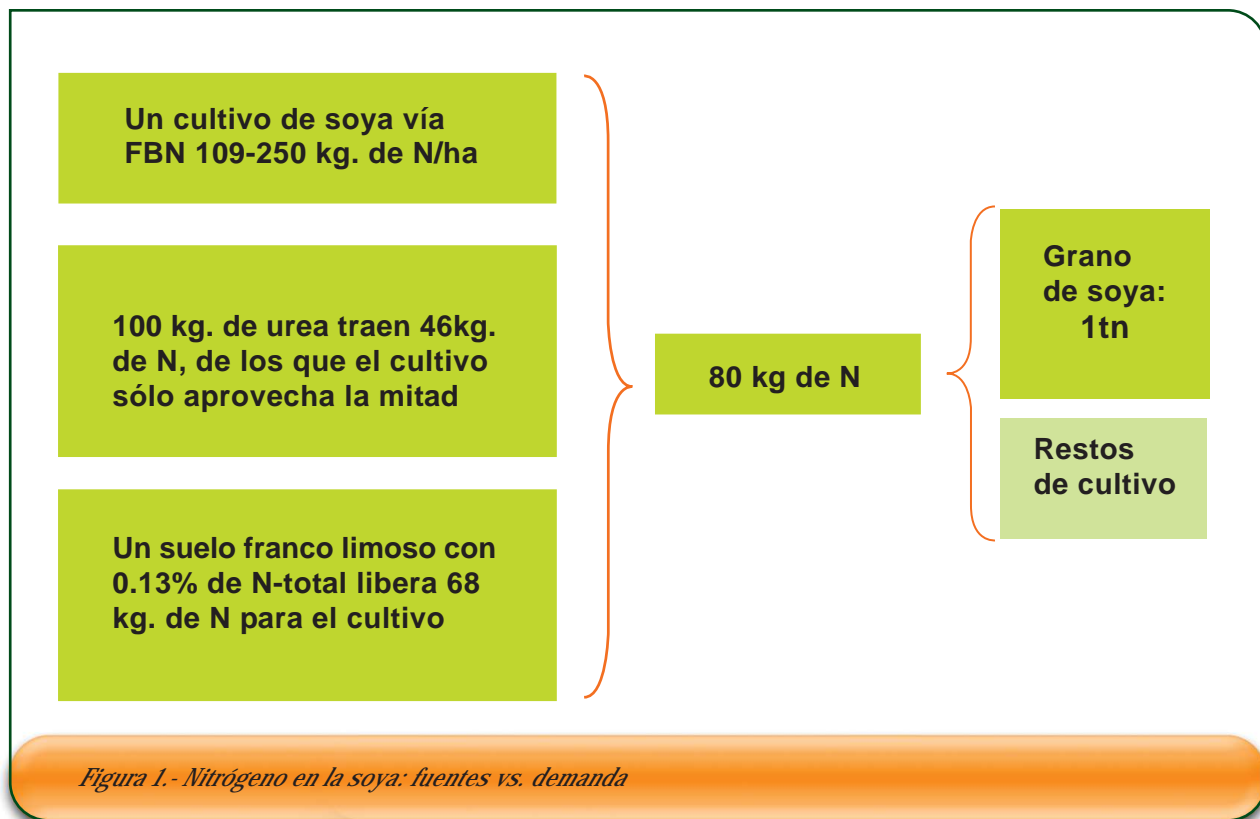 Un cultivo de soya vía
FBN 109-250 kg. de N/ha
100 kg. de urea traen 46kg.
de N, de los que el cultivo
sólo aprovecha la mitad
Un suelo franco limoso con
0.13% de N-total libera 68
kg. de N para el cultivo
80 kg de N
Grano
de soya:
1tn
Restos
de cultivo
Figura 1.- Nitrógeno en la soya: fuentes vs. demanda